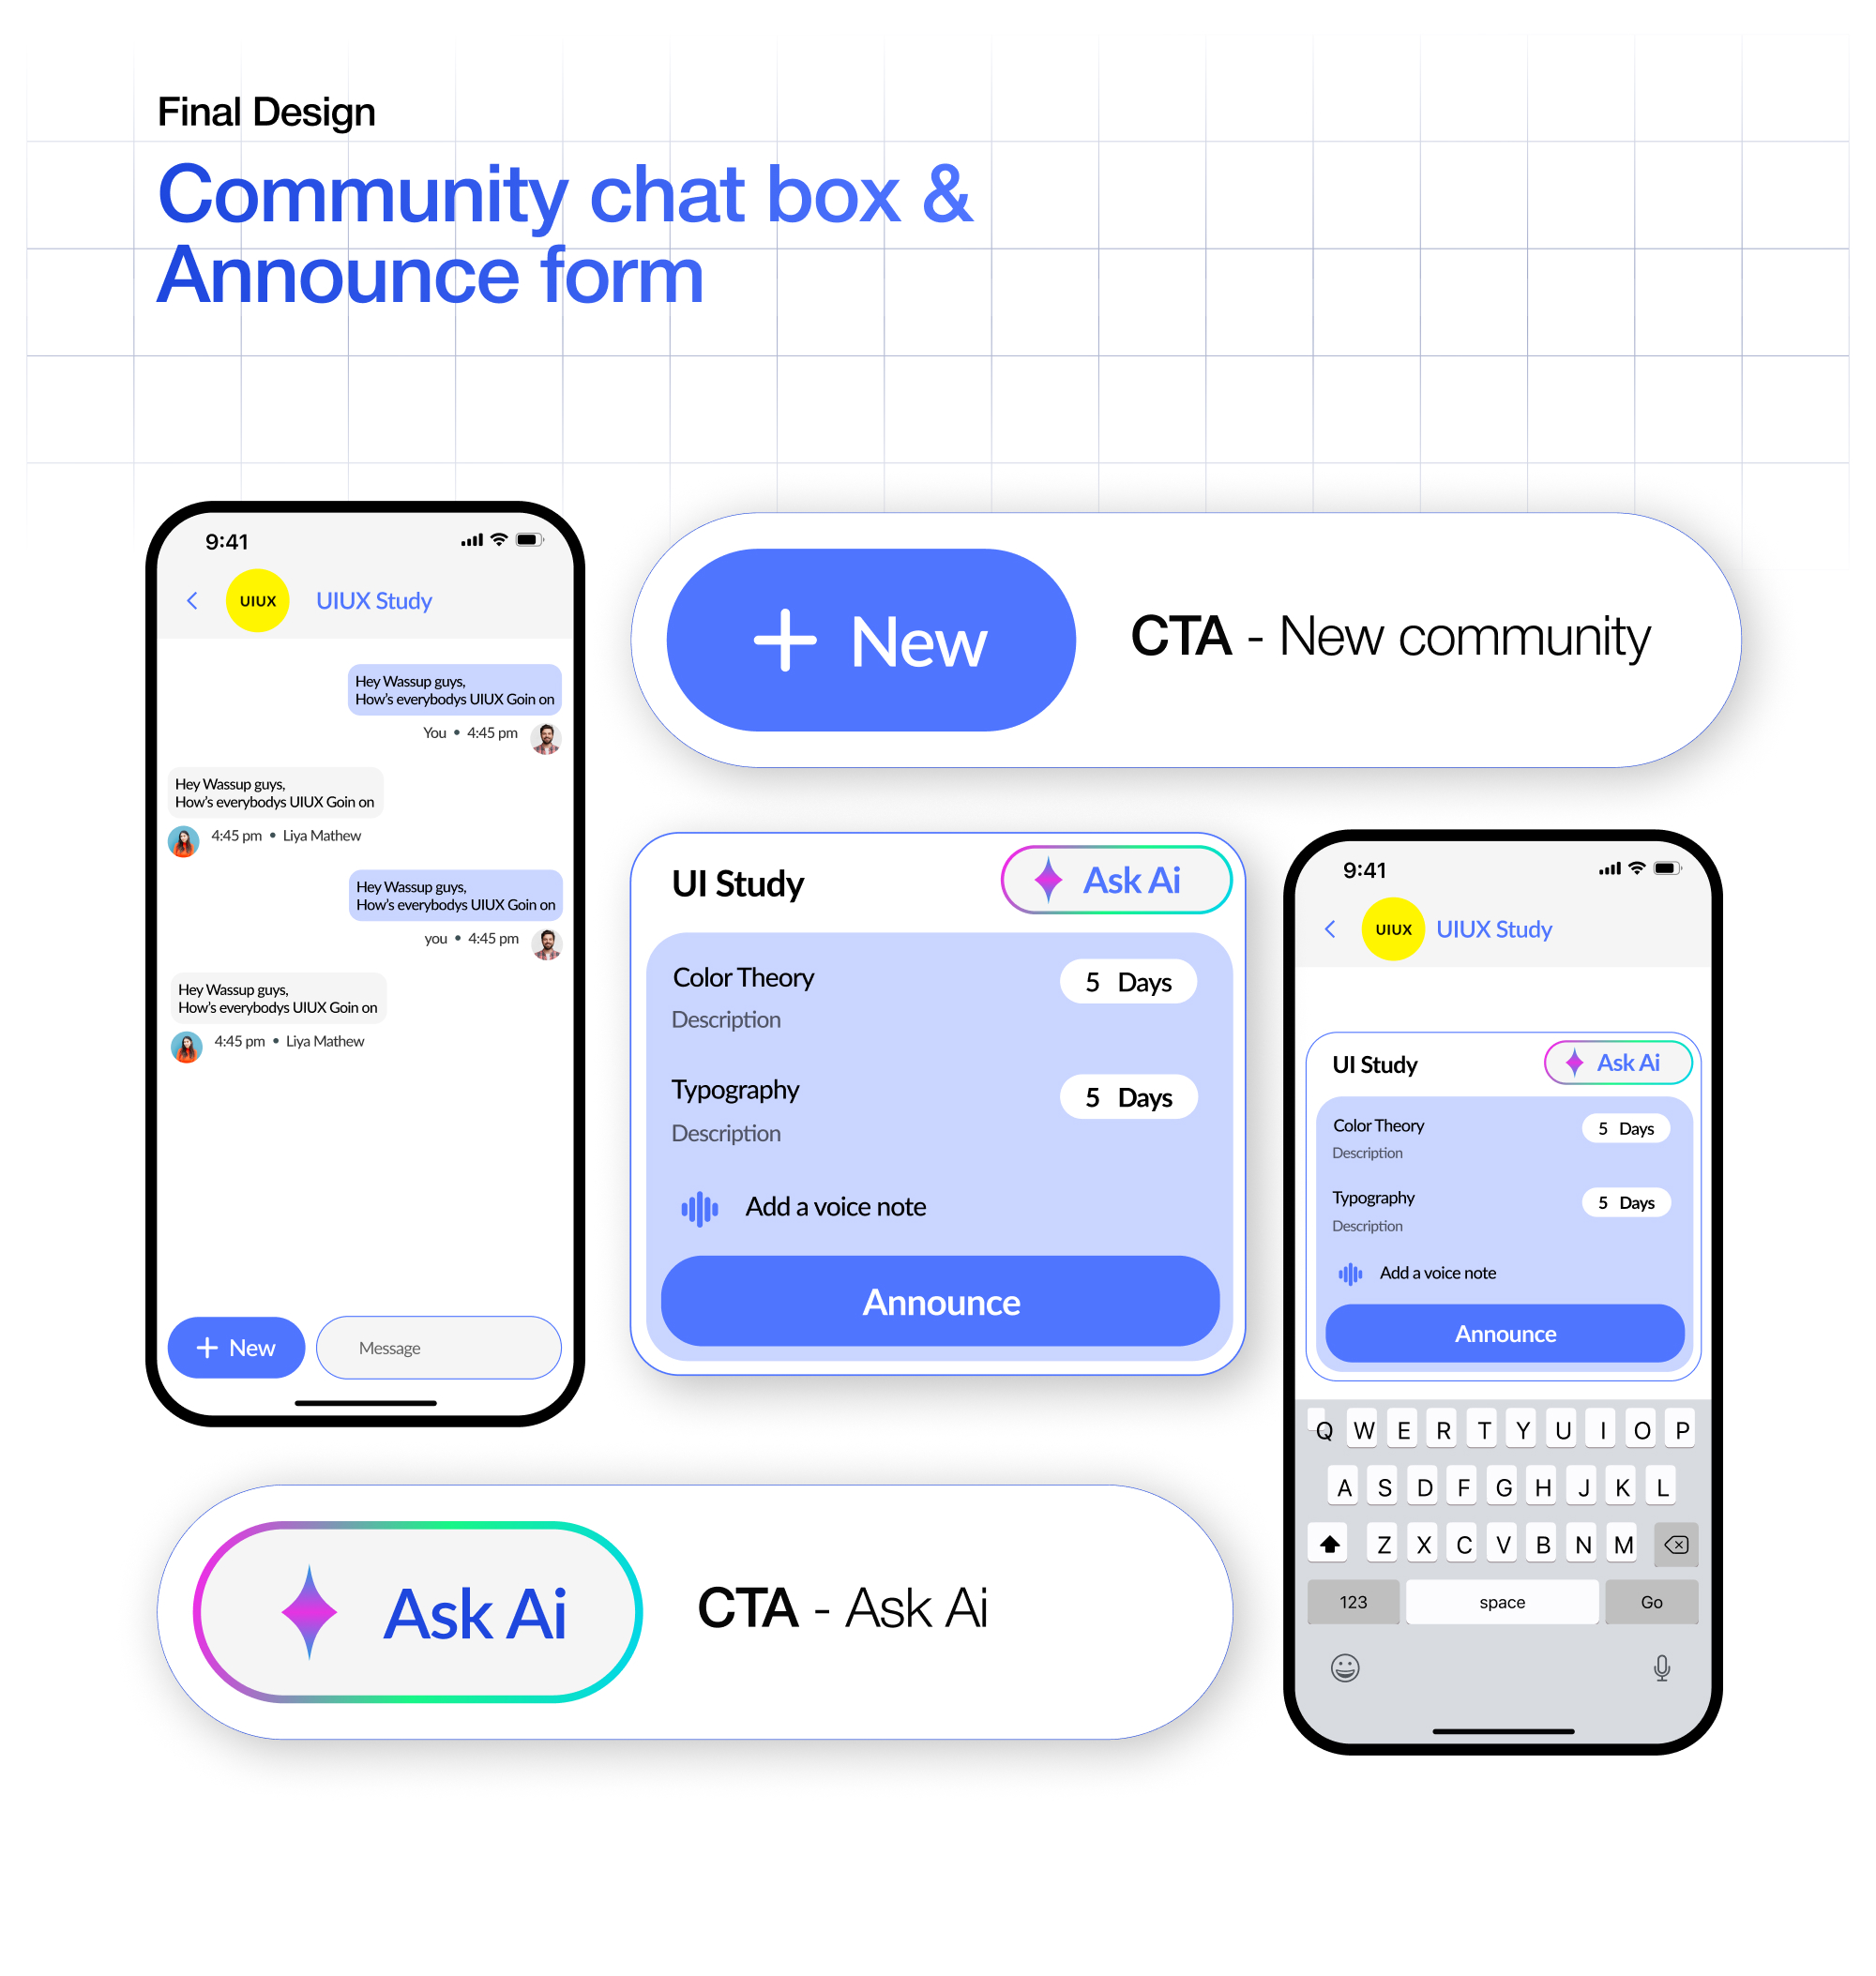 Final Design
Community chat box &
Announce form
9:41
UIUX
UIUX Study
Hey Wassup guys,
How's everybodys UIUX Goin on
You • 4:45 pm
Hey Wassup guys,
How's everybodys UIUX Goin on
4:45 pm • Liya Mathew
Hey Wassup guys,
How's everybodys UIUX Goin on
you • 4:45 pm
Hey Wassup guys,
How's everybodys UIUX Goin on
4:45 pm • Liya Mathew
+ New
Message
+ New
CTA - New community
UI Study
Ask Ai
Color Theory
5 Days
Description
Typography
5 Days
Description
Add a voice note
Announce
9:41
UIUX
UIUX Study
UI Study
Ask Ai
Color Theory
5 Days
Description
Typography
5 Days
Description
Add a voice note
Announce
Q W E R T Y U I O P
A S D F G H J K L
Z X C V B N M
123
space
Go
Ask Ai
CTA - Ask Ai